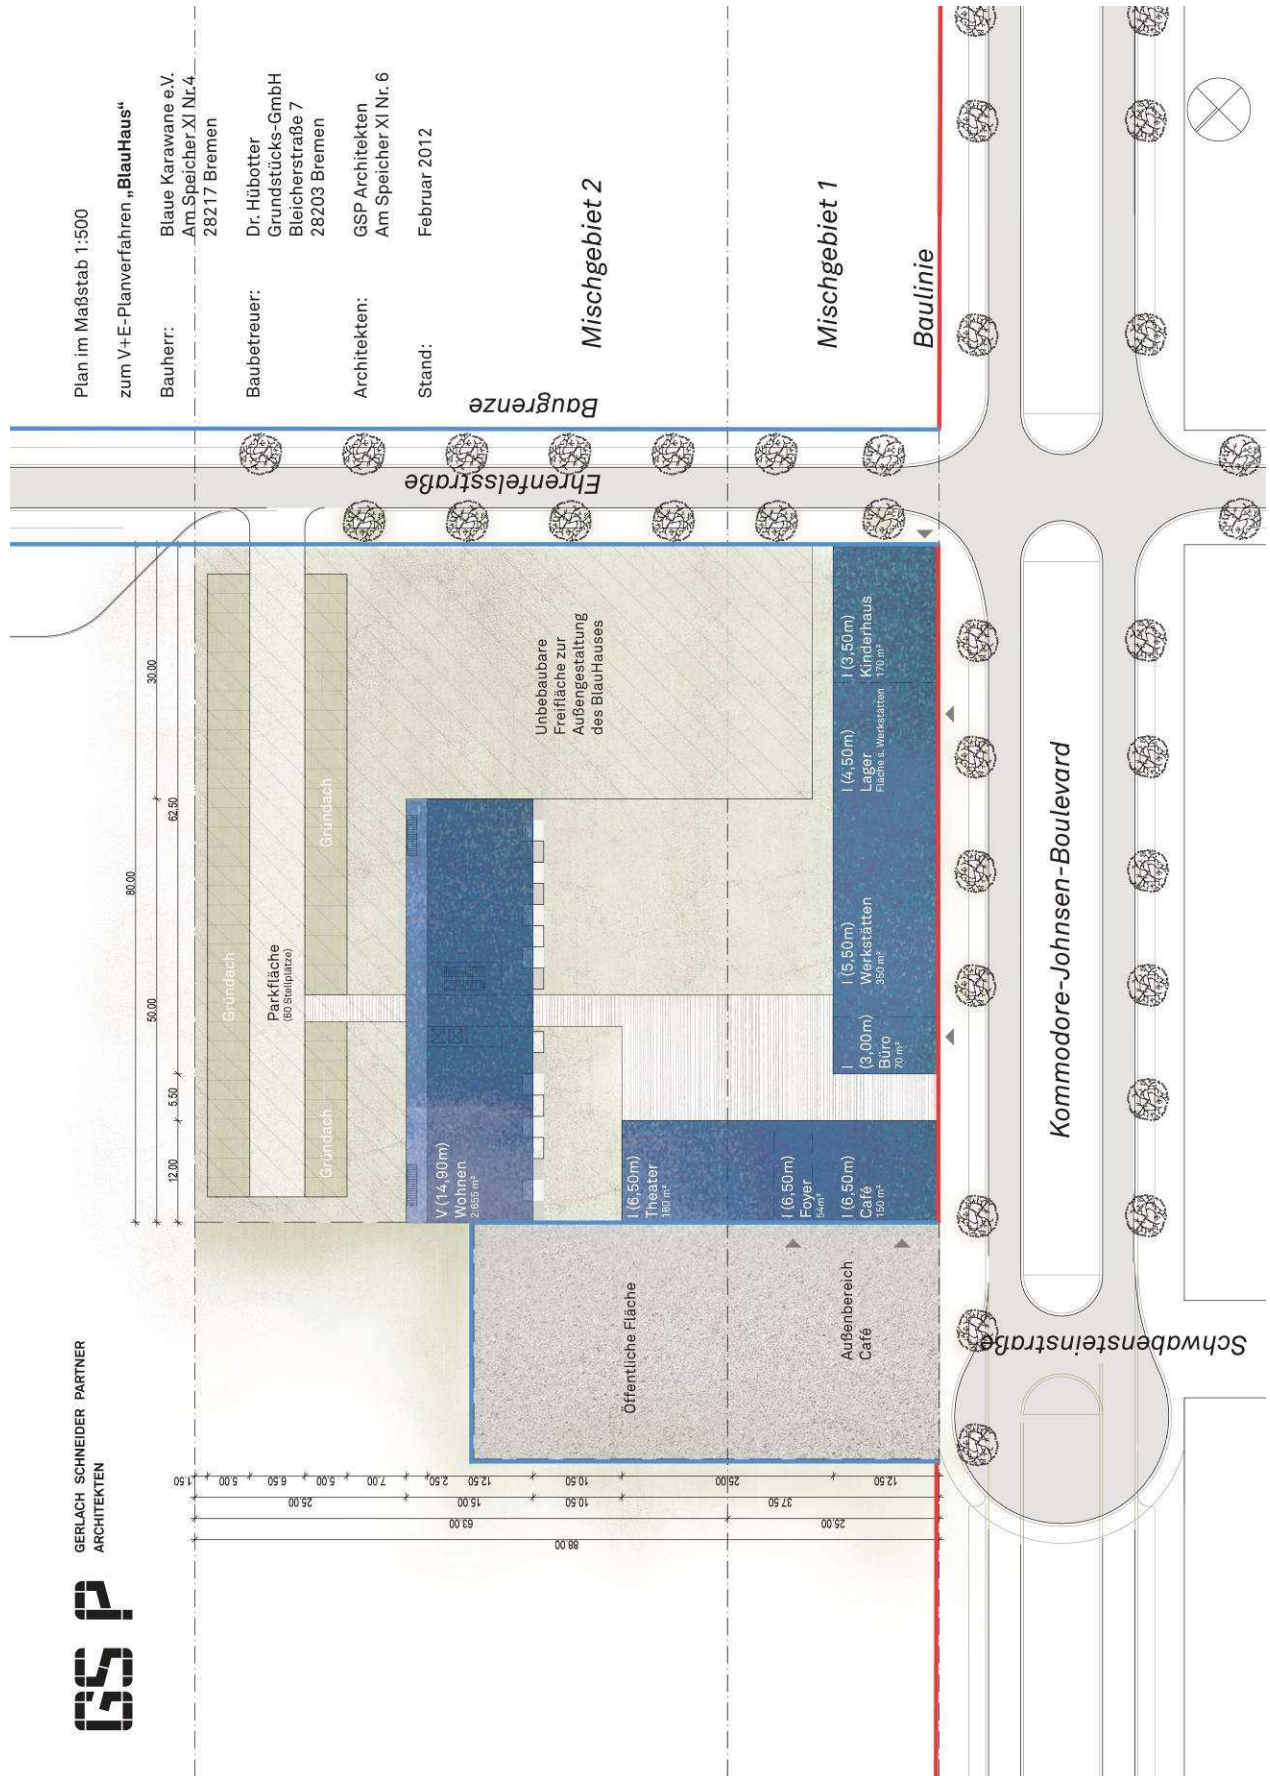 GS P
GERLACH SCHNEIDER PARTNER
ARCHITEKTEN
Plan im Maßstab 1:500
zum V+E-Planverfahren „BlauHaus“
Bauherr:
Blaue Karawane e.V.
Am Speicher XI Nr.4
28217 Bremen
Baubetreuer:
Dr. Hübotter
Grundstücks-GmbH
Bleicherstraße 7
28203 Bremen
Architekten:
GSP Architekten
Am Speicher XI Nr. 6
Stand:
Februar 2012
80.00
50.00
30.00
12.00
5.50
62.50
1.50
5.00
6.50
5.00
7.00
2.50
12.50
10.50
25.00
12.50
25.00
15.00
10.50
37.50
63.00
25.00
88.00
Gründach
Parkfläche
(60 Stellplätze)
Gründach
Gründach
V (14,90m)
Wohnen
2.655 m²
Unbebaubare
Freifläche zur
Außengestaltung
des BlauHauses
Öffentliche Fläche
I (6,50m)
Theater
180 m²
I (6,50m)
Foyer
54m²
I (6,50m)
Café
150 m²
Außenbereich
Café
I
(3,00m)
Büro
70 m²
I (5,50m)
Werkstätten
350 m²
I (4,50m)
Lager
Fläche s. Werkstätten
I (3,50m)
Kinderhaus
170 m²
Baugrenze
Ehrenfelsstraße
Mischgebiet 2
Mischgebiet 1
Baulinie
Kommodore-Johnsen-Boulevard
Schwabensteinstraße